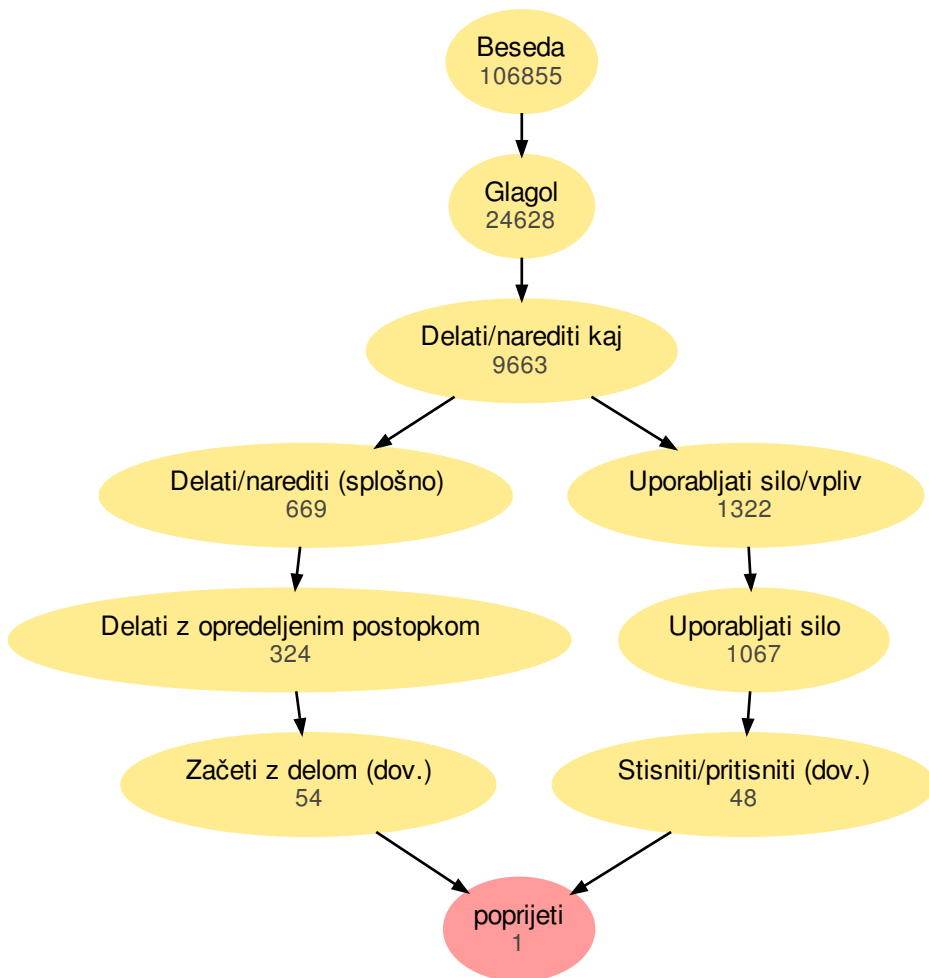 Beseda
106855
Glagol
24628
Delati/narediti kaj
9663
Delati/narediti (splošno)
669
Uporabljati silo/vpliv
1322
Delati z opredeljenim postopkom
324
Uporabljati silo
1067
Začeti z delom (dov.)
54
Stisniti/pritisniti (dov.)
48
poprijeti
1